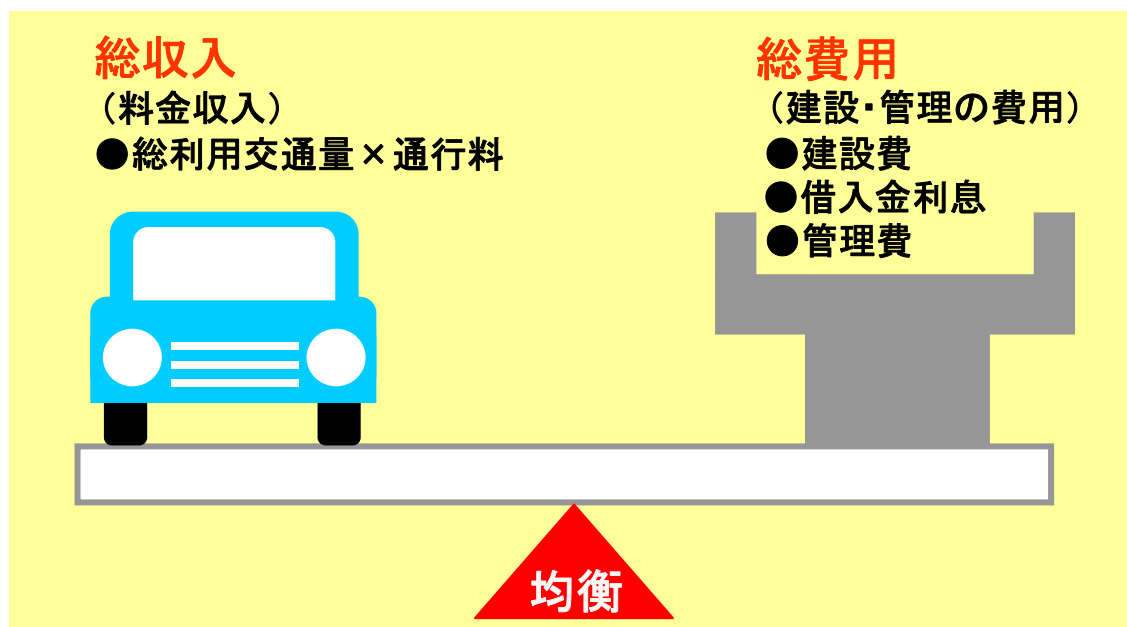 総収入
（料金収入）
●総利用交通量×通行料
総費用
（建設・管理の費用）
●建設費
●借入金利息
●管理費
均衡